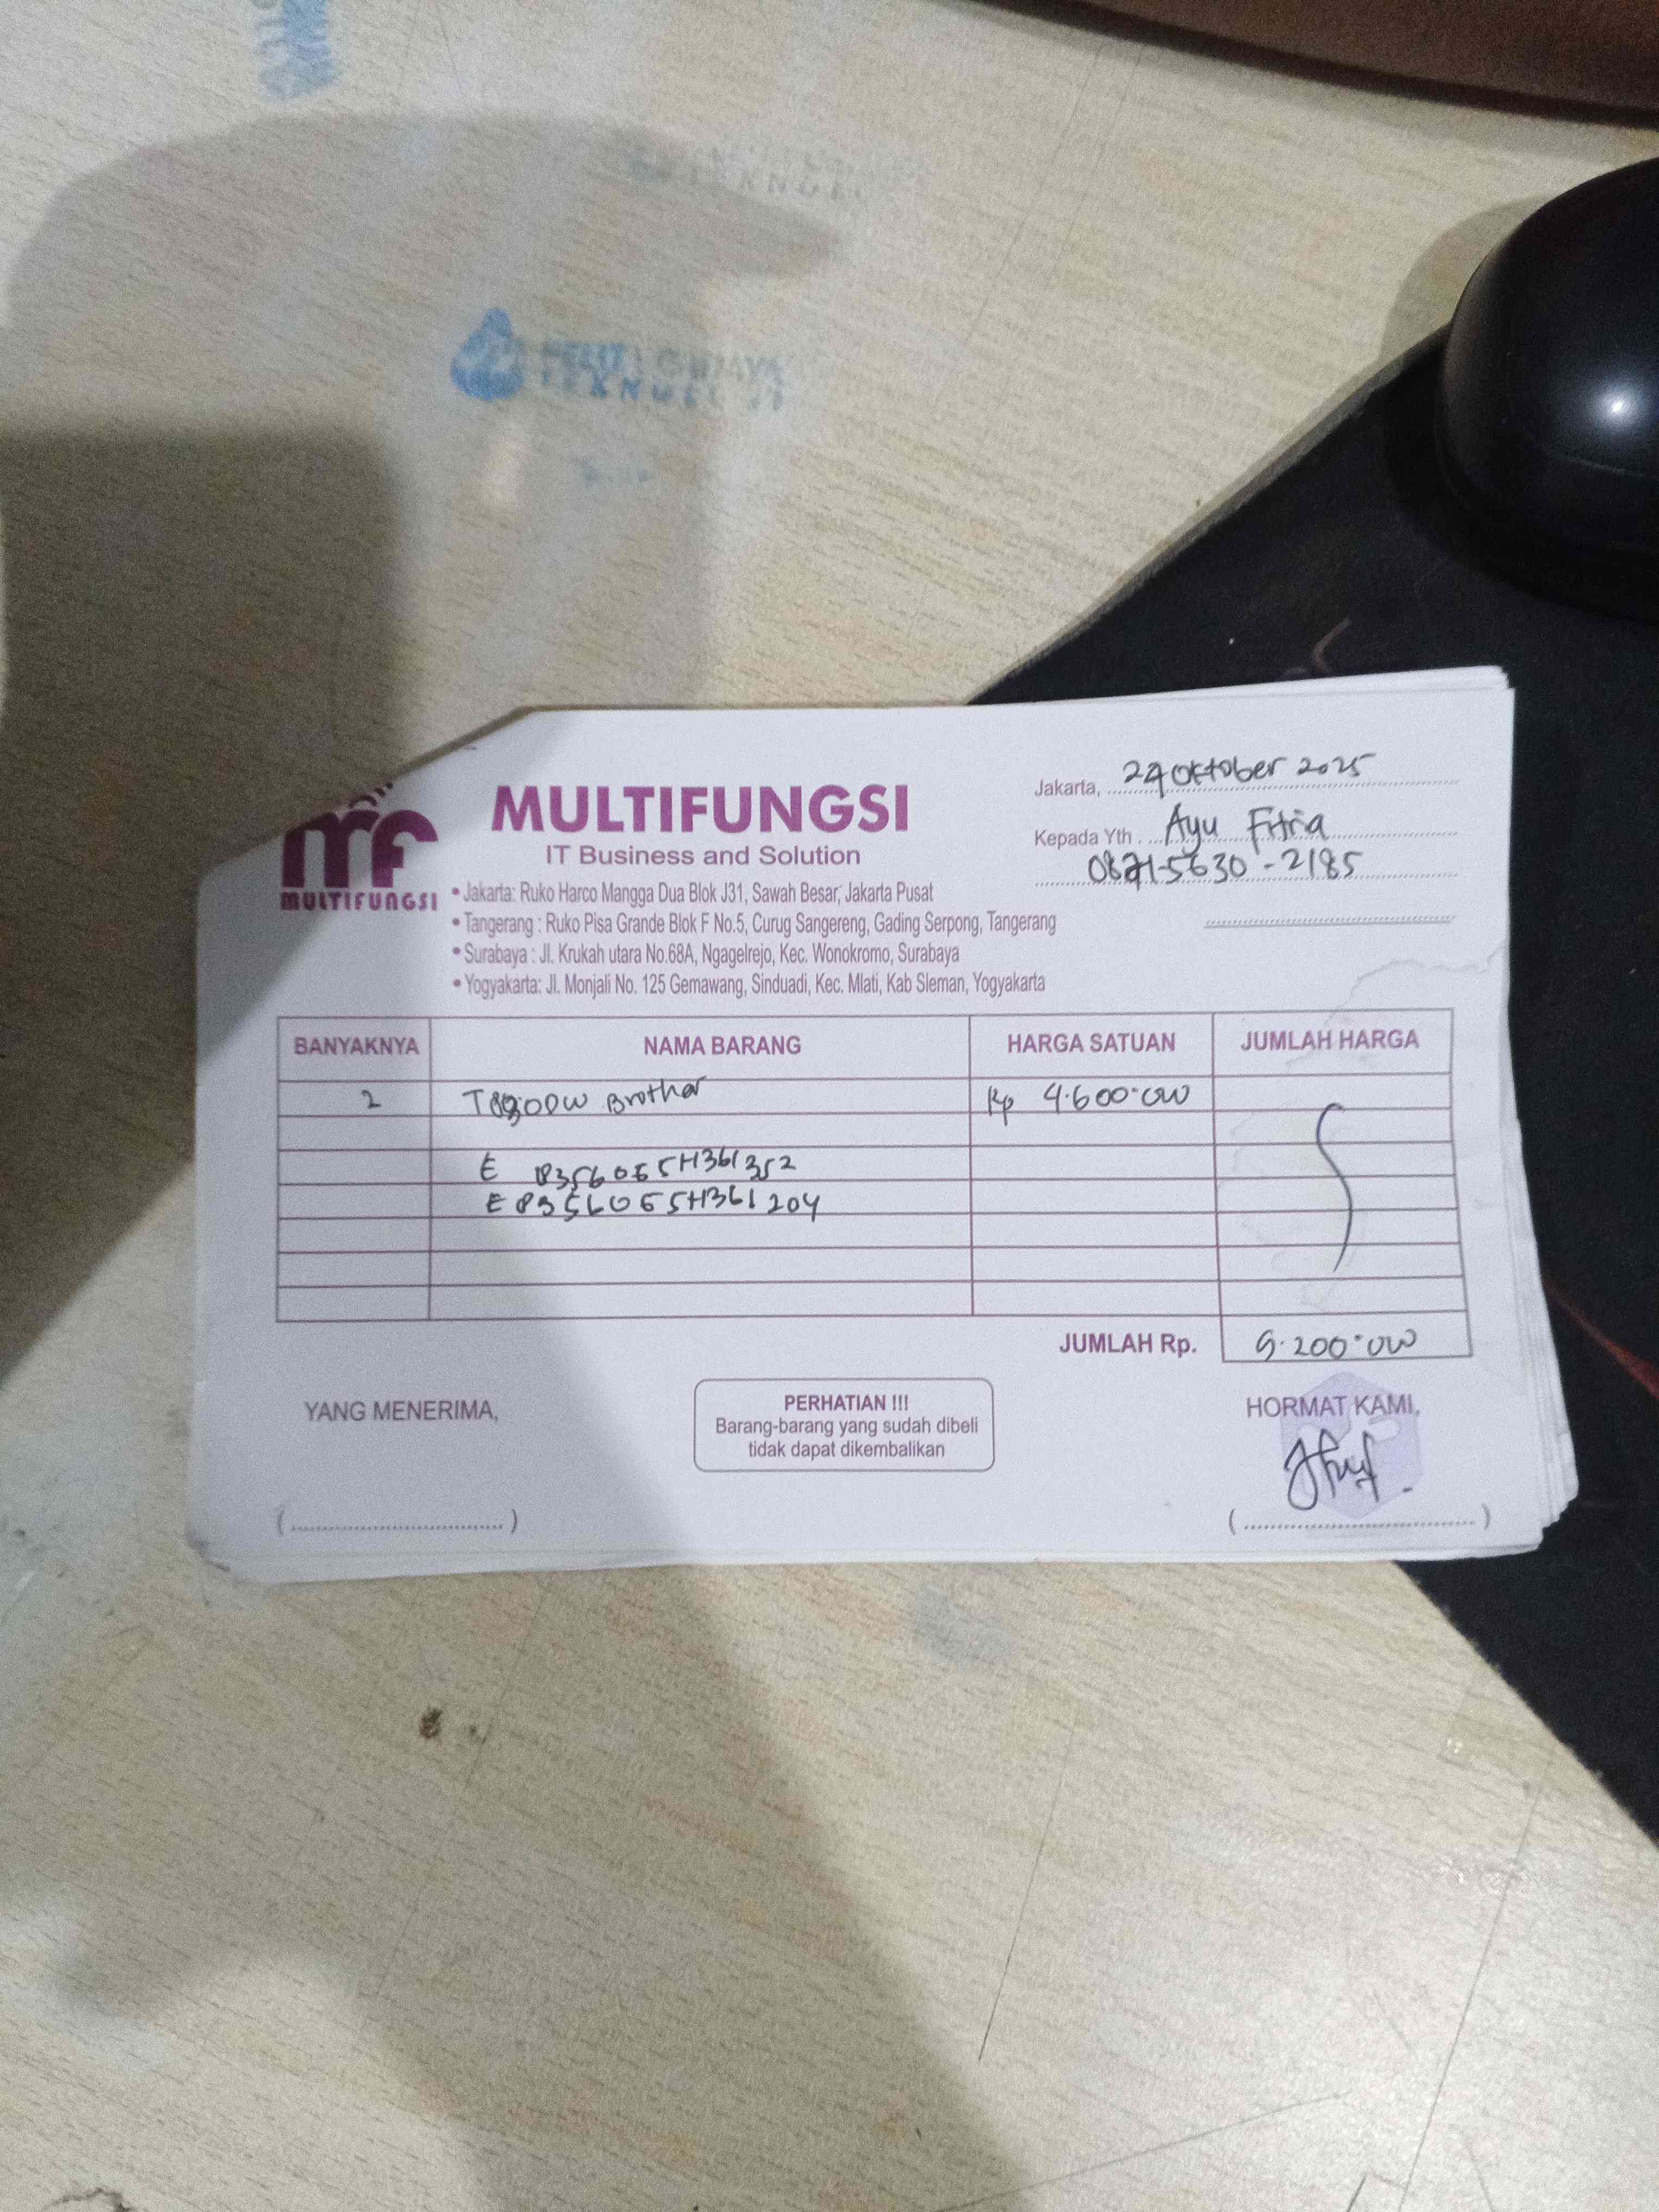 MULTIFUNGSI
IT Business and Solution
mf
MULTIFUNGSI
• Jakarta: Ruko Harco Mangga Dua Blok J31, Sawah Besar, Jakarta Pusat
• Tangerang : Ruko Pisa Grande Blok F No.5, Curug Sangereng, Gading Serpong, Tangerang
• Surabaya : Jl. Krukah utara No.68A, Ngagelrejo, Kec. Wonokromo, Surabaya
• Yogyakarta: Jl. Monjali No. 125 Gemawang, Sinduadi, Kec. Mlati, Kab Sleman, Yogyakarta
Jakarta, Oktober 2025
Kepada Yth. Ayu Fitria
BANYAKNYA NAMA BARANG HARGA SATUAN JUMLAH HARGA
2 Brother Rp 4.600.000
JUMLAH Rp. 9.200.000
YANG MENERIMA,
PERHATIAN !!!
Barang-barang yang sudah dibeli
tidak dapat dikembalikan
HORMAT KAMI,